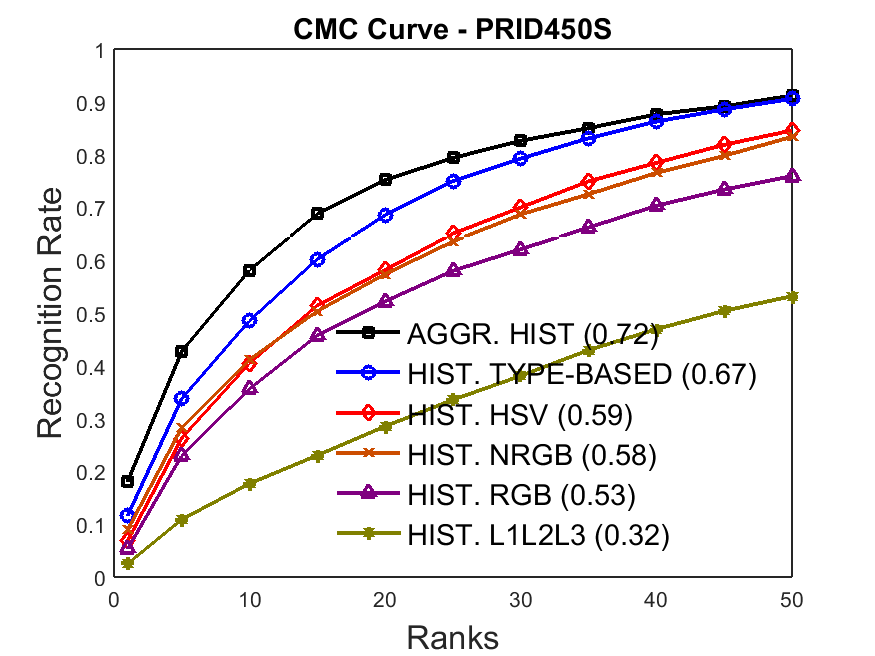 CMC Curve - PRID450S
1
0.9
0.8
0.7
0.6
0.5
0.4
0.3
0.2
0.1
0
Recognition Rate
AGGR. HIST (0.72)
HIST. TYPE-BASED (0.67)
HIST. HSV (0.59)
HIST. NRGB (0.58)
HIST. RGB (0.53)
HIST. L1L2L3 (0.32)
0 10 20 30 40 50
Ranks